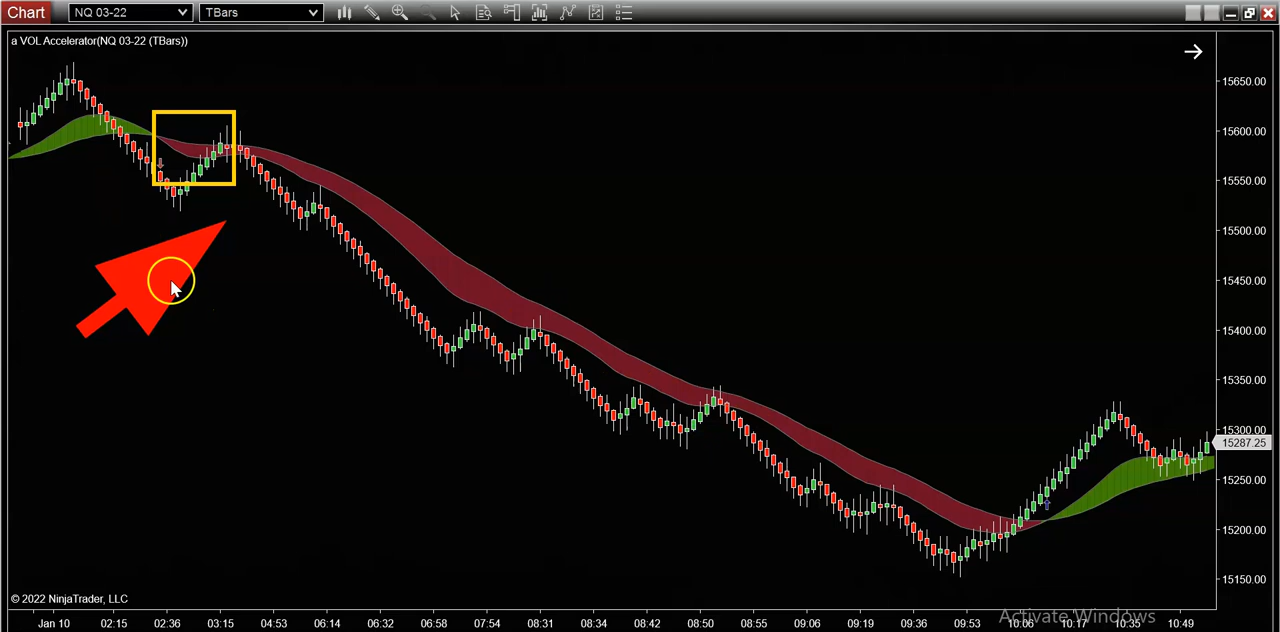 Chart NQ 03-22 TBars
a VOL Accelerator(NQ 03-22 (TBars))
15650.00
15600.00
15550.00
15500.00
15450.00
15400.00
15350.00
15300.00
15287.25
15250.00
15200.00
15150.00
© 2022 NinjaTrader, LLC
Activate Windows
Jan 10 02:15 02:36 03:15 04:53 06:14 06:32 06:58 07:54 08:31 08:34 08:42 08:50 08:55 09:06 09:19 09:36 09:53 10:06 10:17 10:35 10:49